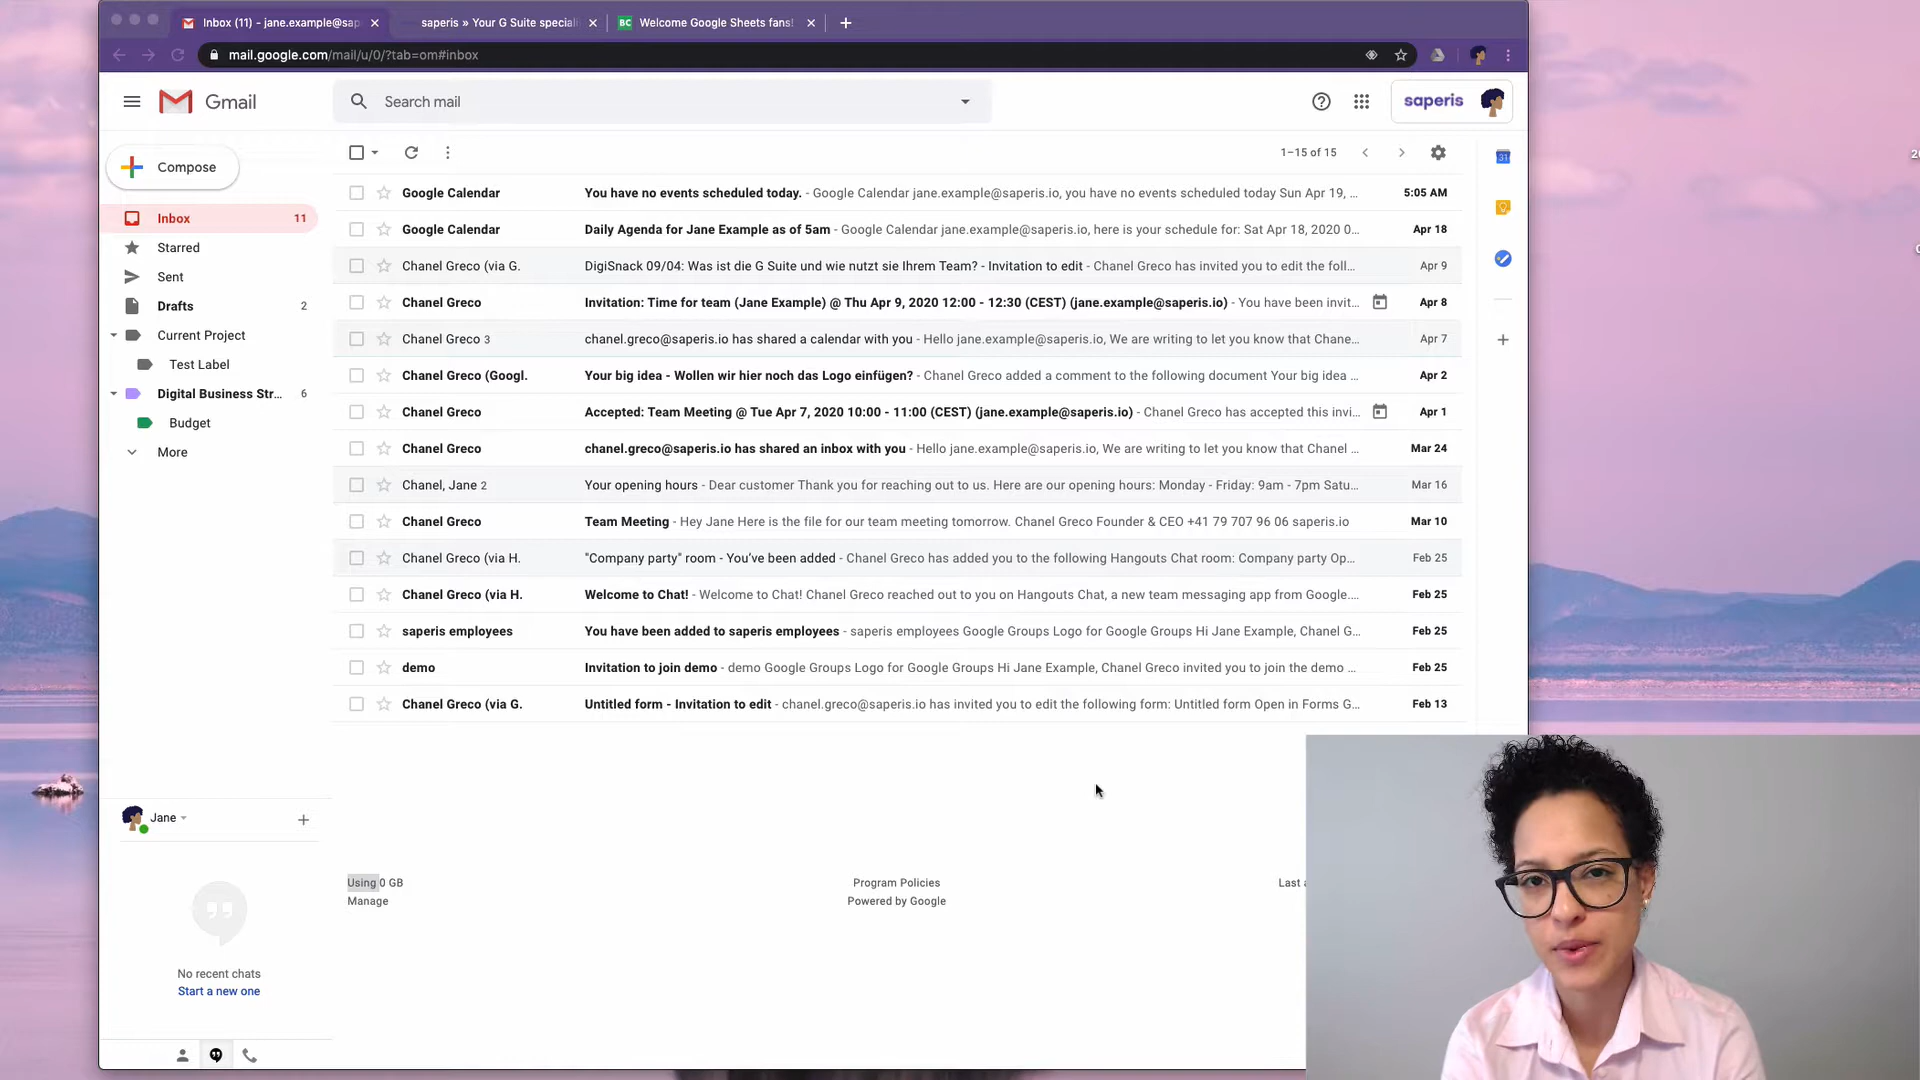 Inbox (11) - jane.example@sap
saperis » Your G Suite speciali
BC Welcome Google Sheets fans!
mail.google.com/mail/u/0/?tab=om#inbox
Gmail
Search mail
saperis
Compose
1–15 of 15
31
Inbox 11
Starred
Sent
Drafts 2
Current Project
Test Label
Digital Business Str... 6
Budget
More
Google Calendar You have no events scheduled today. - Google Calendar jane.example@saperis.io, you have no events scheduled today Sun Apr 19, ... 5:05 AM
Google Calendar Daily Agenda for Jane Example as of 5am - Google Calendar jane.example@saperis.io, here is your schedule for: Sat Apr 18, 2020 0... Apr 18
Chanel Greco (via G. DigiSnack 09/04: Was ist die G Suite und wie nutzt sie Ihrem Team? - Invitation to edit - Chanel Greco has invited you to edit the foll... Apr 9
Chanel Greco Invitation: Time for team (Jane Example) @ Thu Apr 9, 2020 12:00 - 12:30 (CEST) (jane.example@saperis.io) - You have been invit... Apr 8
Chanel Greco 3 chanel.greco@saperis.io has shared a calendar with you - Hello jane.example@saperis.io, We are writing to let you know that Chane... Apr 7
Chanel Greco (Googl. Your big idea - Wollen wir hier noch das Logo einfügen? - Chanel Greco added a comment to the following document Your big idea ... Apr 2
Chanel Greco Accepted: Team Meeting @ Tue Apr 7, 2020 10:00 - 11:00 (CEST) (jane.example@saperis.io) - Chanel Greco has accepted this invi... Apr 1
Chanel Greco chanel.greco@saperis.io has shared an inbox with you - Hello jane.example@saperis.io, We are writing to let you know that Chanel ... Mar 24
Chanel, Jane 2 Your opening hours - Dear customer Thank you for reaching out to us. Here are our opening hours: Monday - Friday: 9am - 7pm Satu... Mar 16
Chanel Greco Team Meeting - Hey Jane Here is the file for our team meeting tomorrow. Chanel Greco Founder & CEO +41 79 707 96 06 saperis.io Mar 10
Chanel Greco (via H. "Company party" room - You've been added - Chanel Greco has added you to the following Hangouts Chat room: Company party Op... Feb 25
Chanel Greco (via H. Welcome to Chat! - Welcome to Chat! Chanel Greco reached out to you on Hangouts Chat, a new team messaging app from Google.... Feb 25
saperis employees You have been added to saperis employees - saperis employees Google Groups Logo for Google Groups Hi Jane Example, Chanel G... Feb 25
demo Invitation to join demo - demo Google Groups Logo for Google Groups Hi Jane Example, Chanel Greco invited you to join the demo ... Feb 25
Chanel Greco (via G. Untitled form - Invitation to edit - chanel.greco@saperis.io has invited you to edit the following form: Untitled form Open in Forms G... Feb 13
Jane
Using 0 GB
Manage
Program Policies
Powered by Google
Last
No recent chats
Start a new one